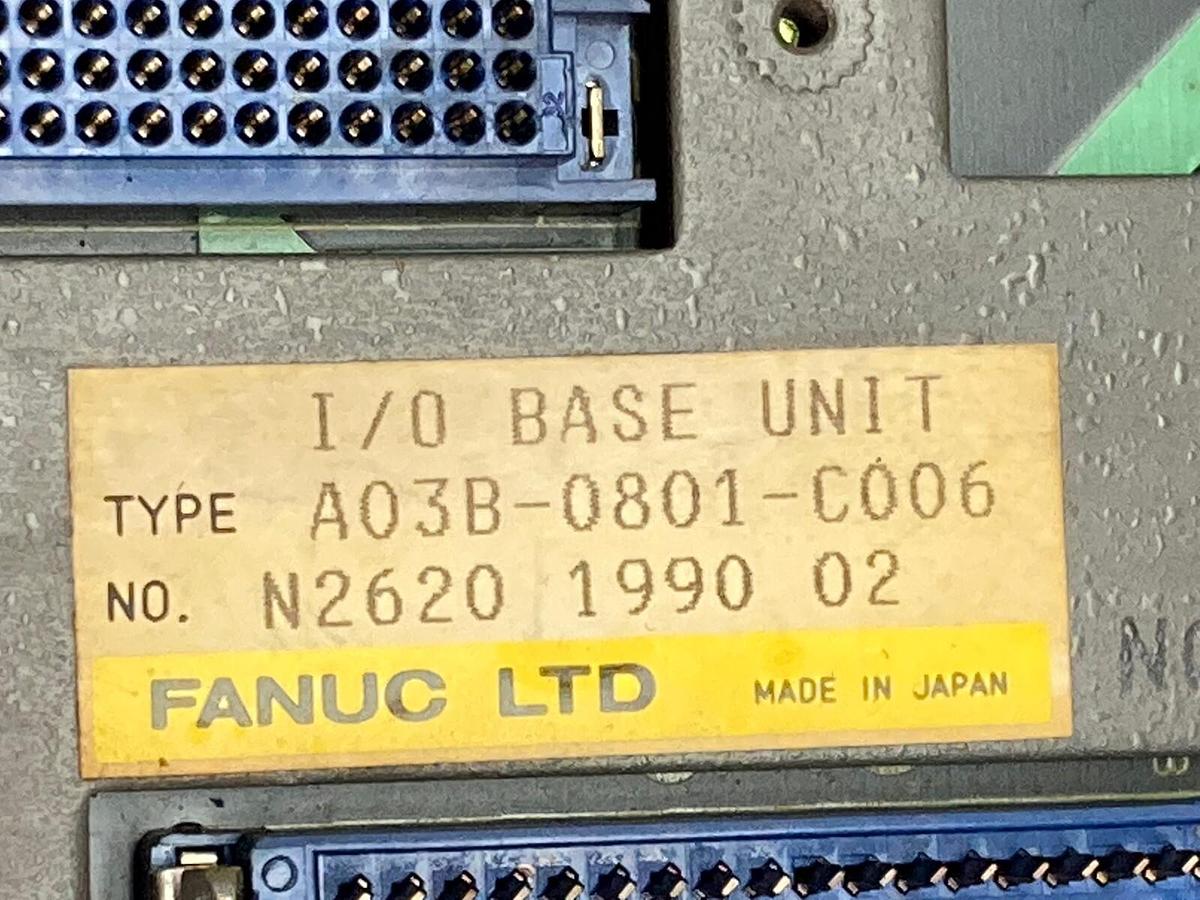 I/O BASE UNIT
TYPE A03B-0801-C006
NO. N2620 1990 02
FANUC LTD MADE IN JAPAN